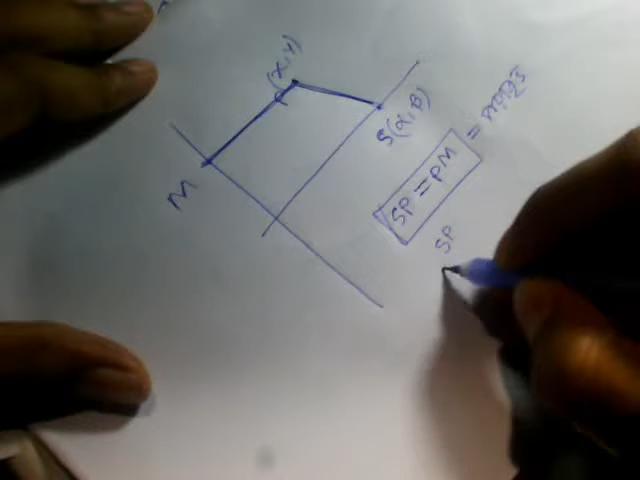 P(x,y)
M
S(α,β)
SP = PM =
SP